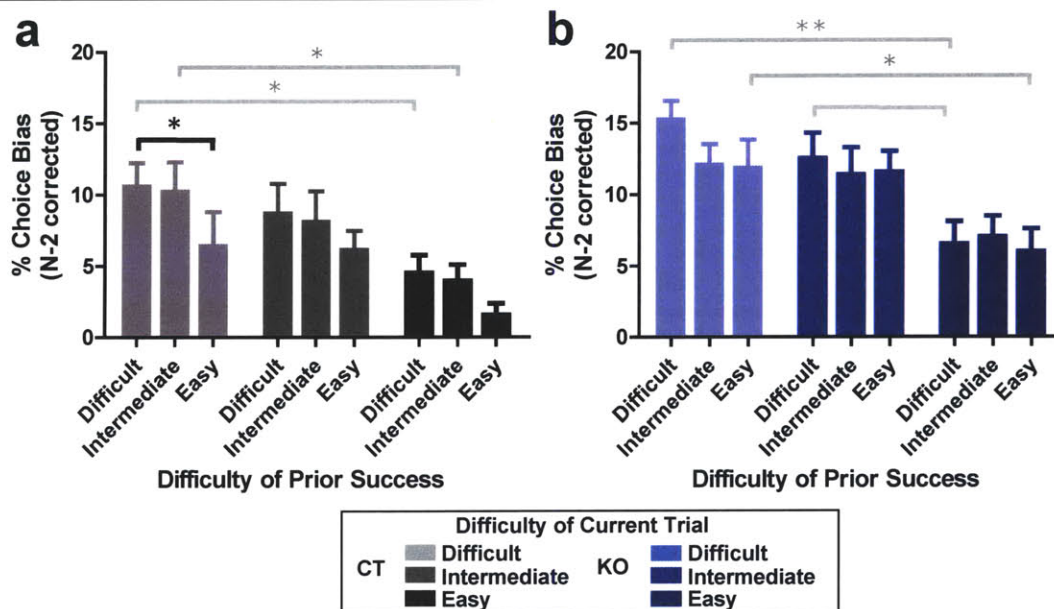 a
b
20
15
10
5
0
% Choice Bias
(N-2 corrected)
*
*
*
Difficult
Intermediate
Easy
Difficult
Intermediate
Easy
Difficult
Intermediate
Easy
Difficulty of Prior Success
20
15
10
5
0
% Choice Bias
(N-2 corrected)
**
*
Difficult
Intermediate
Easy
Difficult
Intermediate
Easy
Difficult
Intermediate
Easy
Difficulty of Prior Success
Difficulty of Current Trial
CT
Difficult
Intermediate
Easy
KO
Difficult
Intermediate
Easy